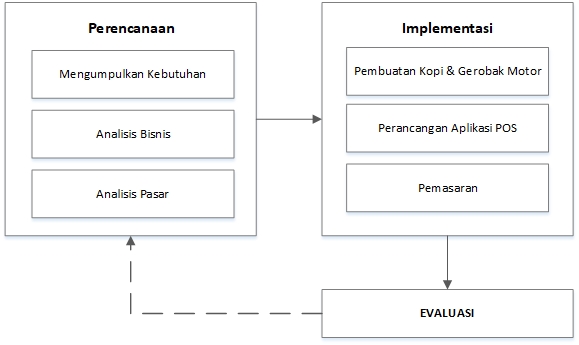 Perencanaan
Mengumpulkan Kebutuhan
Analisis Bisnis
Analisis Pasar
Implementasi
Pembuatan Kopi & Gerobak Motor
Perancangan Aplikasi POS
Pemasaran
EVALUASI